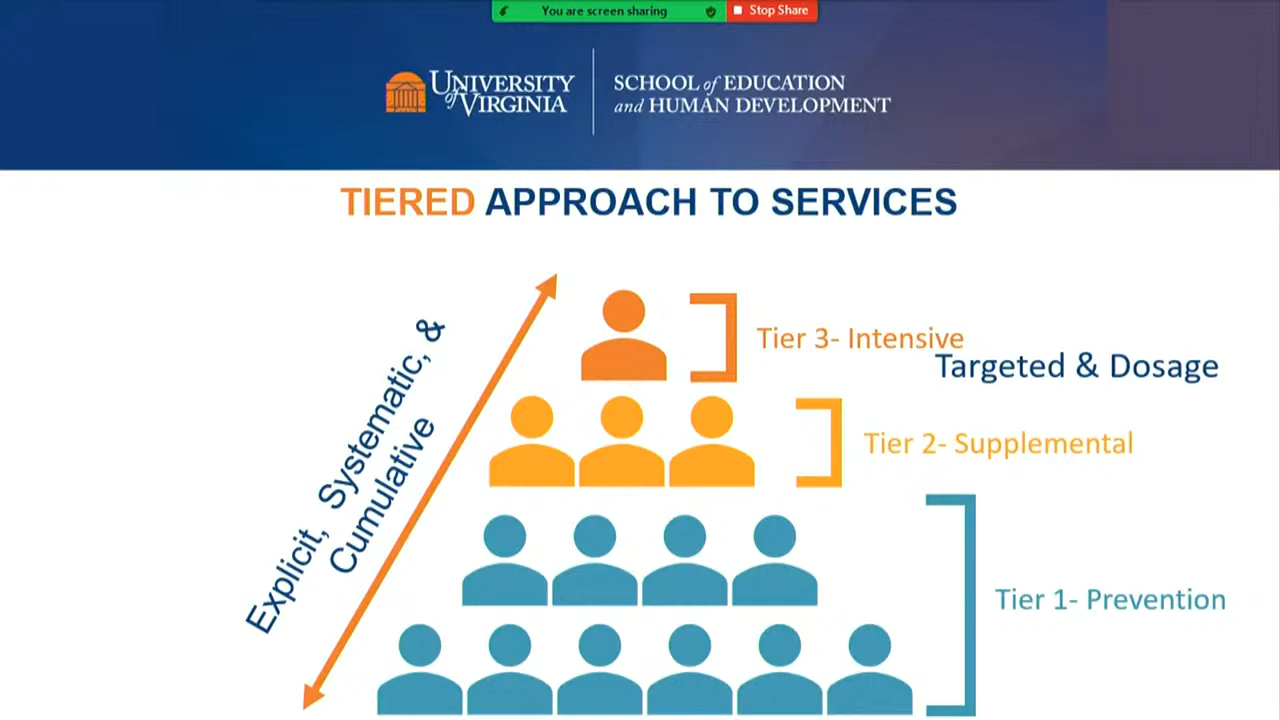 You are screen sharing
Stop Share
UNIVERSITY
of VIRGINIA
SCHOOL of EDUCATION
and HUMAN DEVELOPMENT
TIERED APPROACH TO SERVICES
Explicit, Systematic, &
Cumulative
Tier 3- Intensive
Targeted & Dosage
Tier 2- Supplemental
Tier 1- Prevention